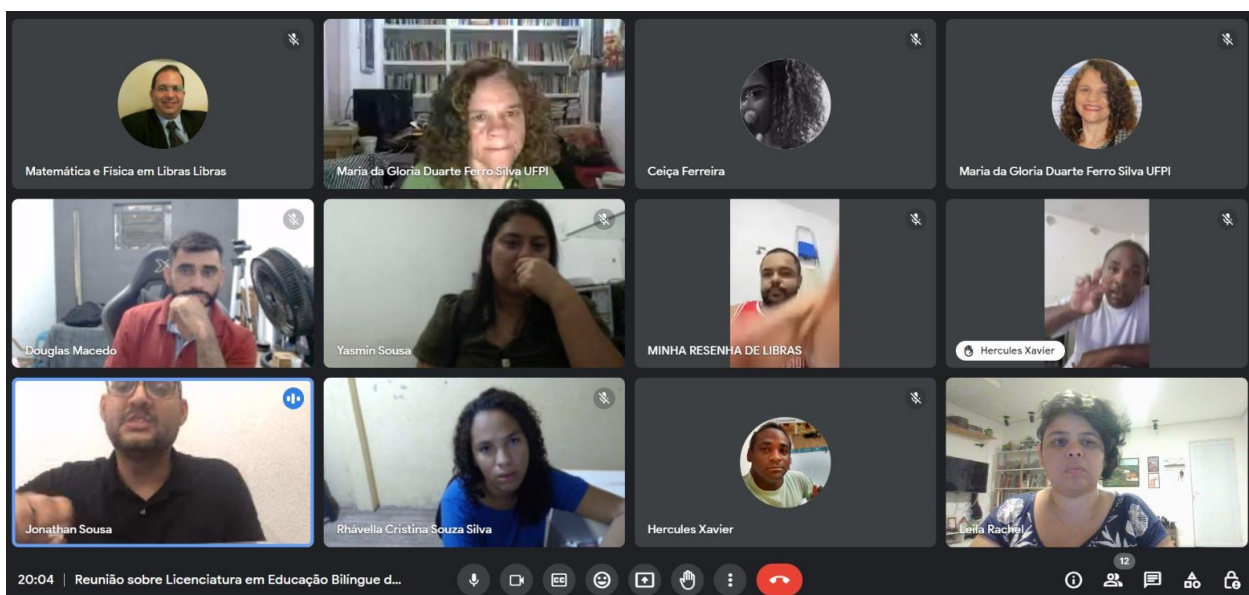 Matemática e Física em Libras Libras
Maria da Gloria Duarte Ferro Silva UFPI
Ceiça Ferreira
Maria da Gloria Duarte Ferro Silva UFPI
Douglas Macedo
Yasmin Sousa
MINHA RESENHA DE LIBRAS
Hercules Xavier
Jonathan Sousa
Rhávella Cristina Souza Silva
Hercules Xavier
Leila Rachel
12
20:04 | Reunião sobre Licenciatura em Educação Bilíngue d...
CC